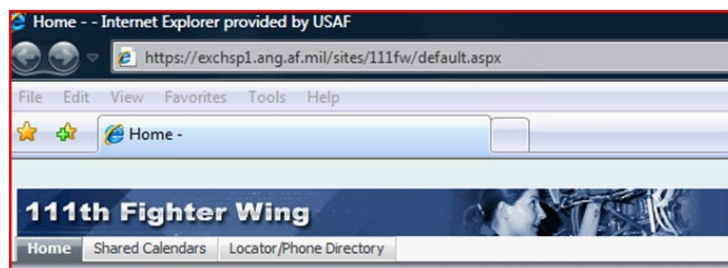 Home - - Internet Explorer provided by USAF
https://exchsp1.ang.af.mil/sites/111fw/default.aspx
File Edit View Favorites Tools Help
Home -
111th Fighter Wing
Home Shared Calendars Locator/Phone Directory